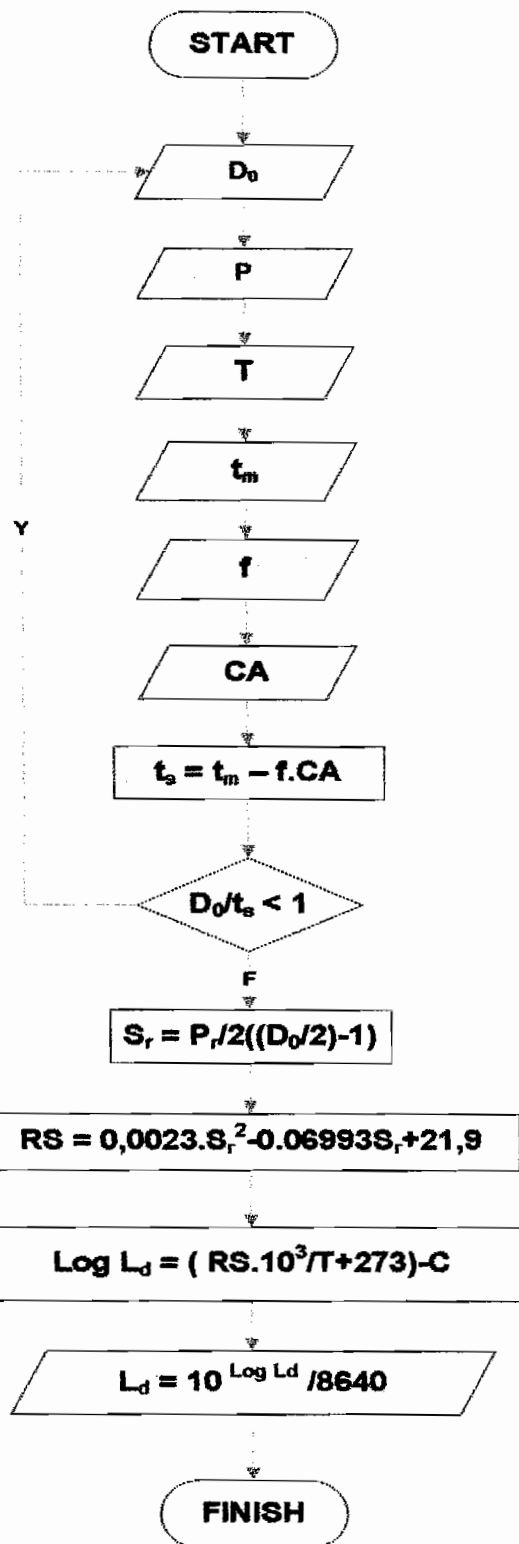 START
D₀
P
T
tₘ
f
CA
tₛ = tₘ – f.CA
Y
D₀/tₛ < 1
F
Sᵣ = Pᵣ/2((D₀/2)-1)
RS = 0,0023.Sᵣ²-0.06993Sᵣ+21,9
Log L_d = ( RS.10³/T+273)-C
L_d = 10 ^Log Ld /8640
FINISH